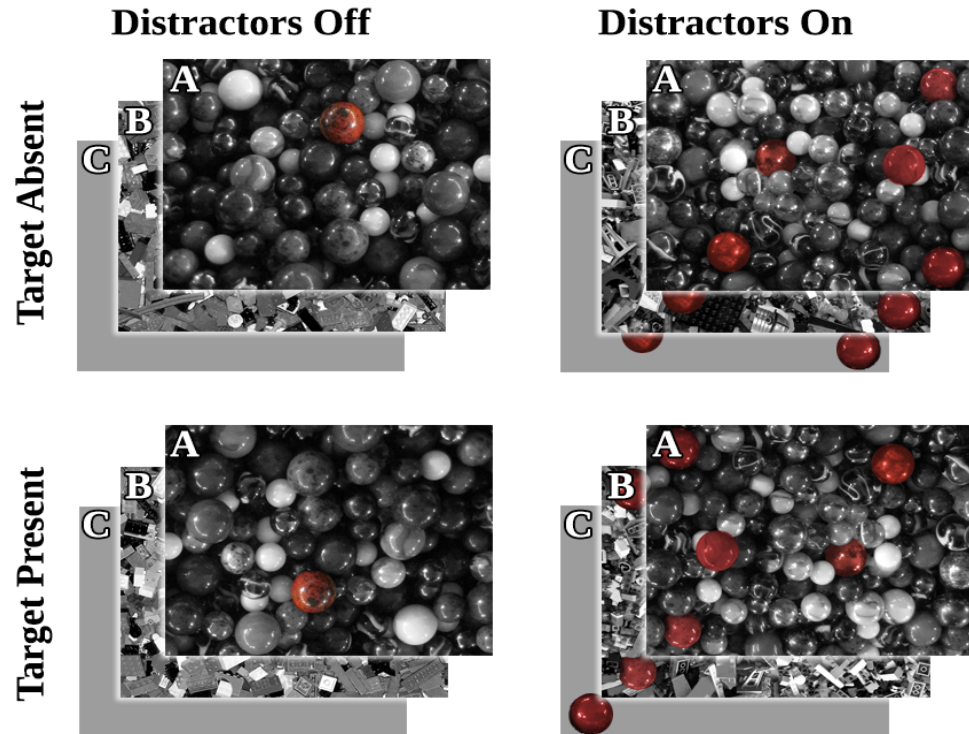 Distractors Off
Distractors On
Target Absent
A
B
C
A
B
C
Target Present
A
B
C
A
B
C